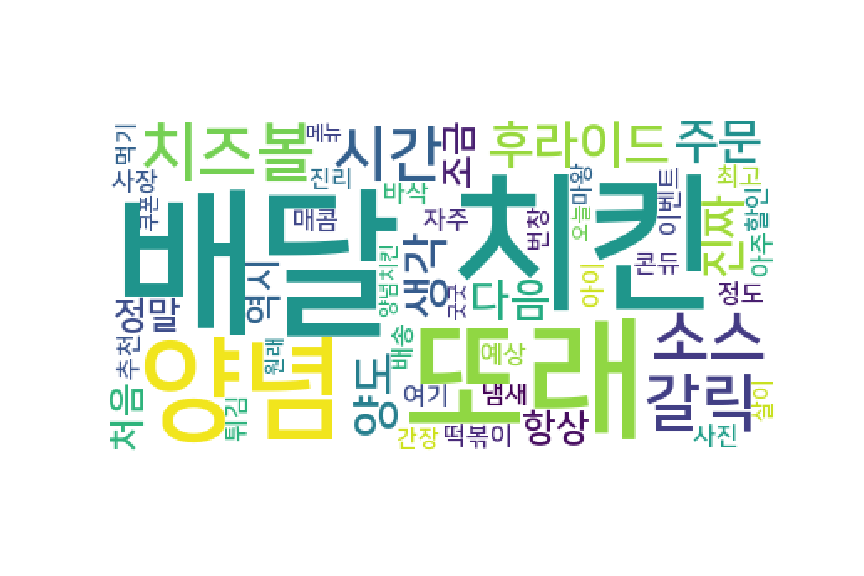 먹기
치즈볼
메뉴
시간
조금
후라이드
주문
사장
쿠폰
진리
바삭
마왕
오늘
이벤트
최고
할인
아주
진짜
배달
치킨
매콤
자주
번창
콘듀
역시
양념치킨
생각
굿굿
다음
아이
정도
정말
추천
처음
튀김
양념
원래
양도
배송
여기
또래
예상
냄새
간장
떡볶이
항상
소스
갈릭
살이
사진